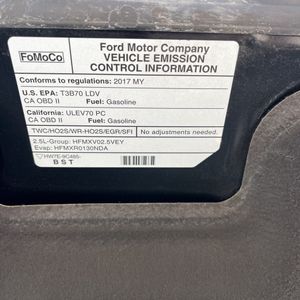 FoMoCo
Ford Motor Company
VEHICLE EMISSION
CONTROL INFORMATION
Conforms to regulations: 2017 MY
U.S. EPA: T3B70 LDV
CA OBD II Fuel: Gasoline
California: ULEV70 PC
CA OBD II Fuel: Gasoline
TWC/HO2S/WR-HO2S/EGR/SFI No adjustments needed.
2.5L-Group: HFMXV02.5VEY
Evap: HFMXR0130NDA
HW7E-9C485-
BST